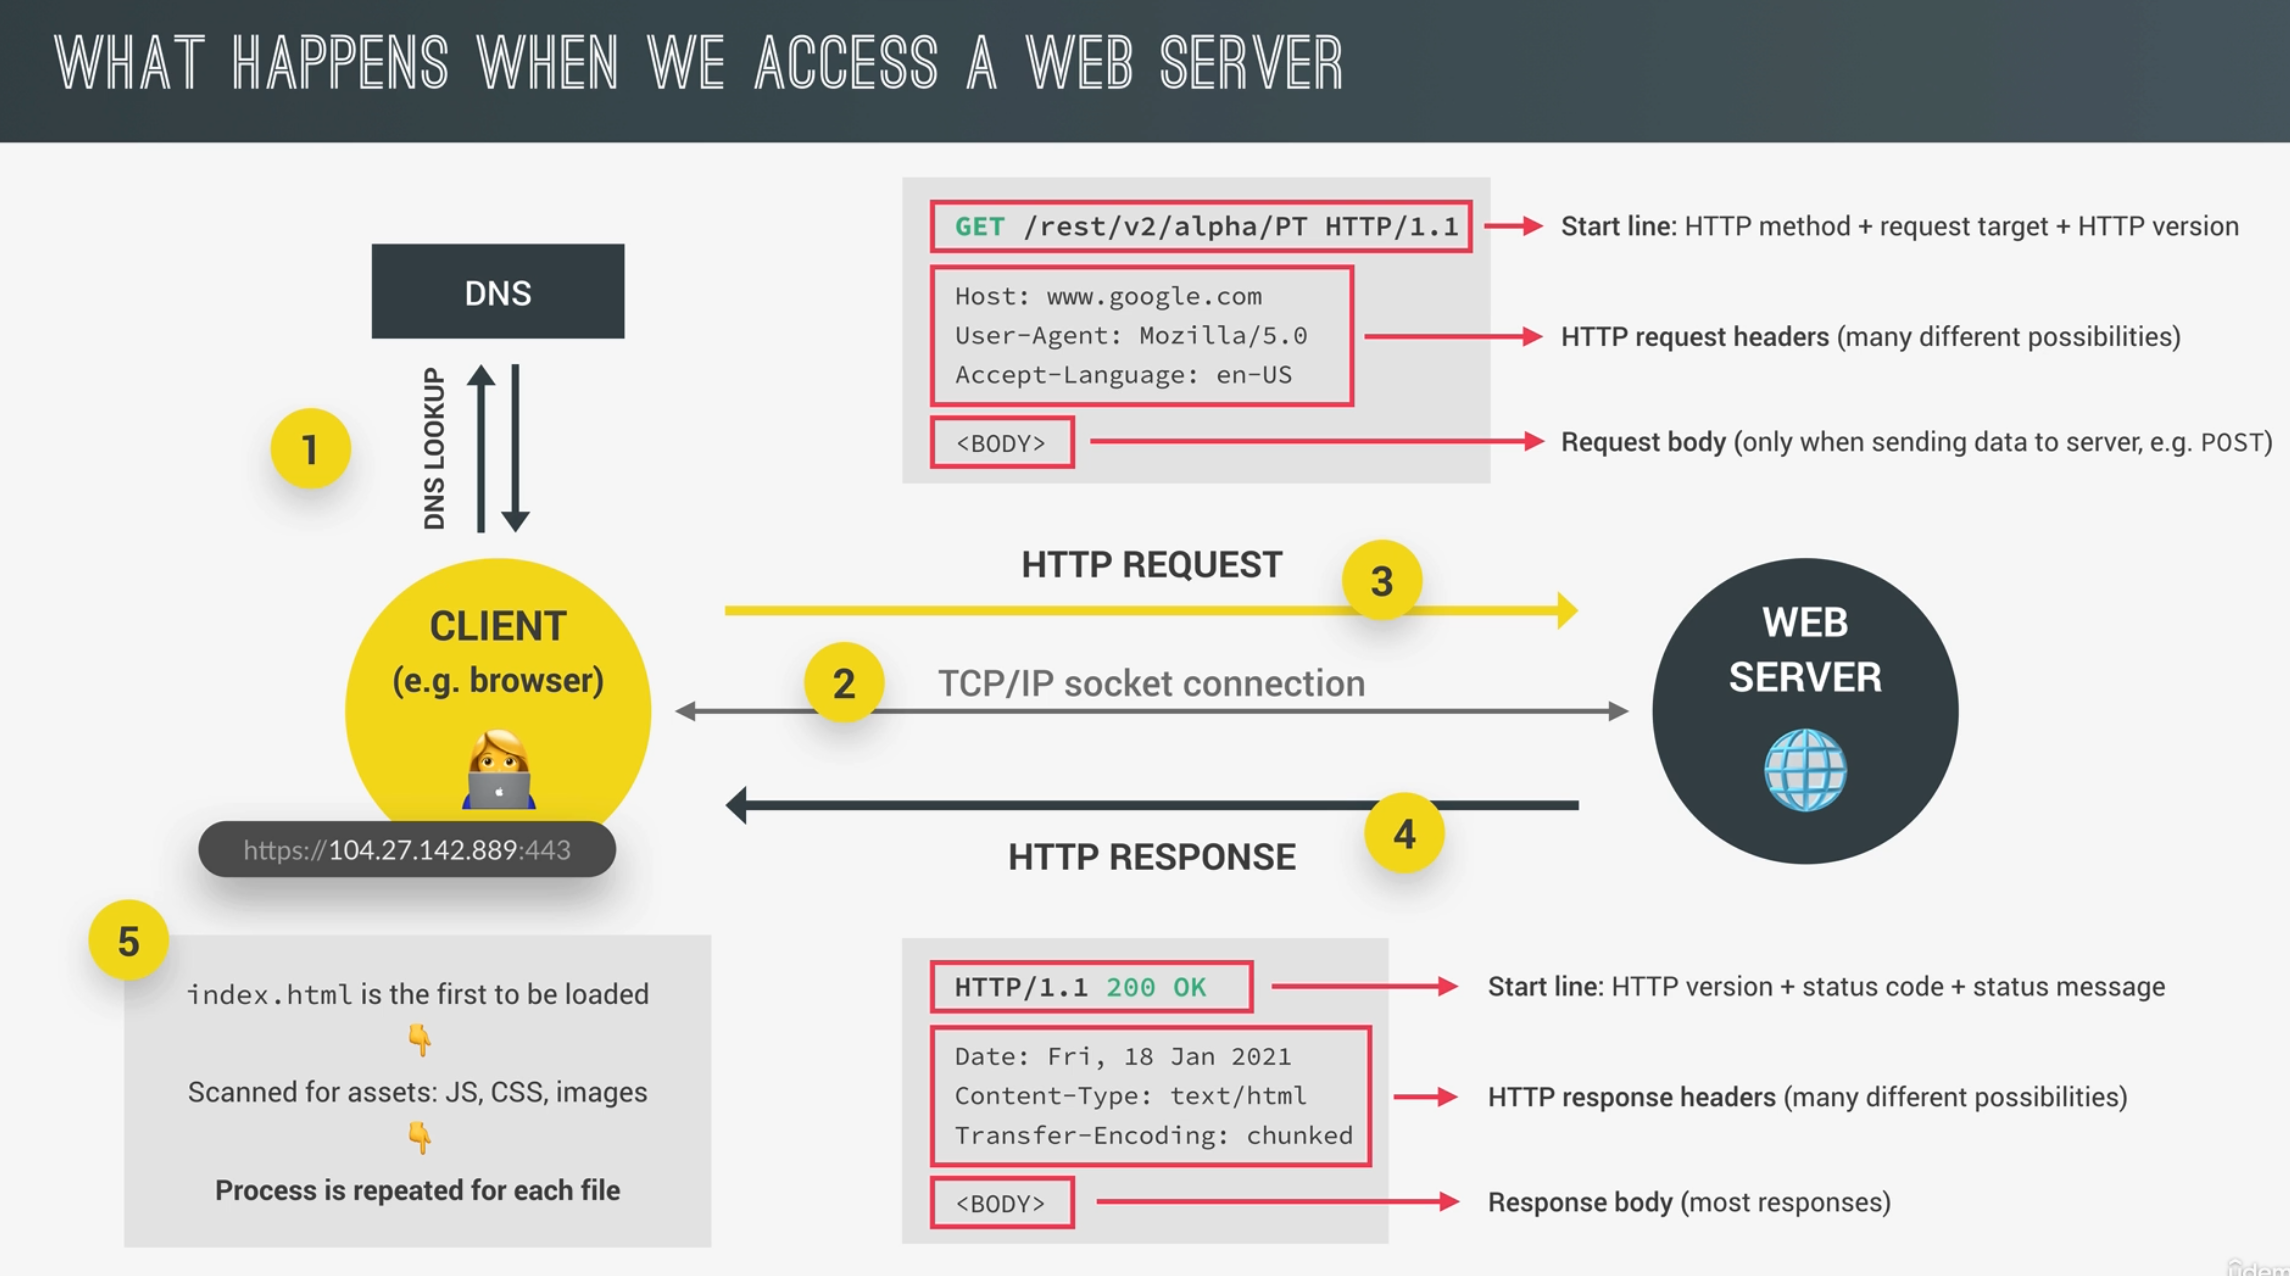 WHAT HAPPENS WHEN WE ACCESS A WEB SERVER
DNS
DNS LOOKUP
1
CLIENT
(e.g. browser)
https://104.27.142.889:443
GET /rest/v2/alpha/PT HTTP/1.1
Start line: HTTP method + request target + HTTP version
Host: www.google.com
User-Agent: Mozilla/5.0
Accept-Language: en-US
HTTP request headers (many different possibilities)
<BODY>
Request body (only when sending data to server, e.g. POST)
HTTP REQUEST
3
2
TCP/IP socket connection
WEB
SERVER
4
HTTP RESPONSE
5
index.html is the first to be loaded
Scanned for assets: JS, CSS, images
Process is repeated for each file
HTTP/1.1 200 OK
Start line: HTTP version + status code + status message
Date: Fri, 18 Jan 2021
Content-Type: text/html
Transfer-Encoding: chunked
HTTP response headers (many different possibilities)
<BODY>
Response body (most responses)